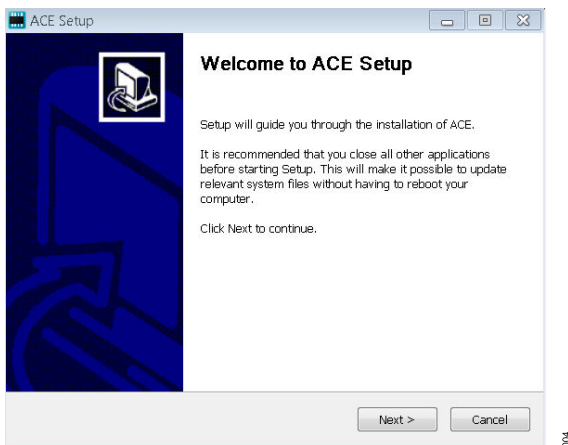 ACE Setup
Welcome to ACE Setup
Setup will guide you through the installation of ACE.
It is recommended that you close all other applications
before starting Setup. This will make it possible to update
relevant system files without having to reboot your
computer.
Click Next to continue.
Next >
Cancel